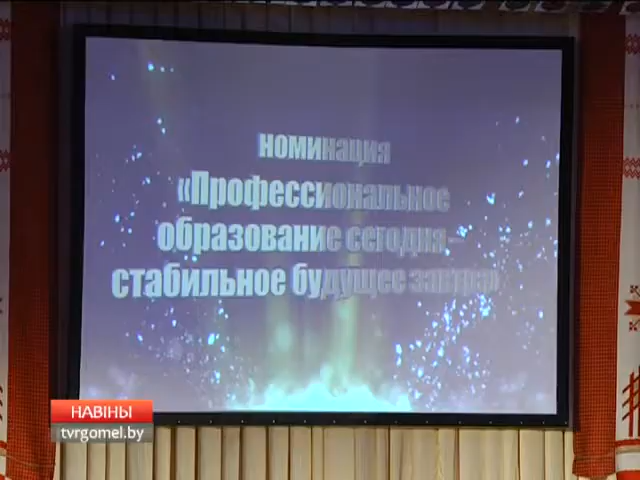 номинация
«Профессиональное
образование сегодня –
стабильное будущее завтра»
НАВІНЫ
tvrgomel.by